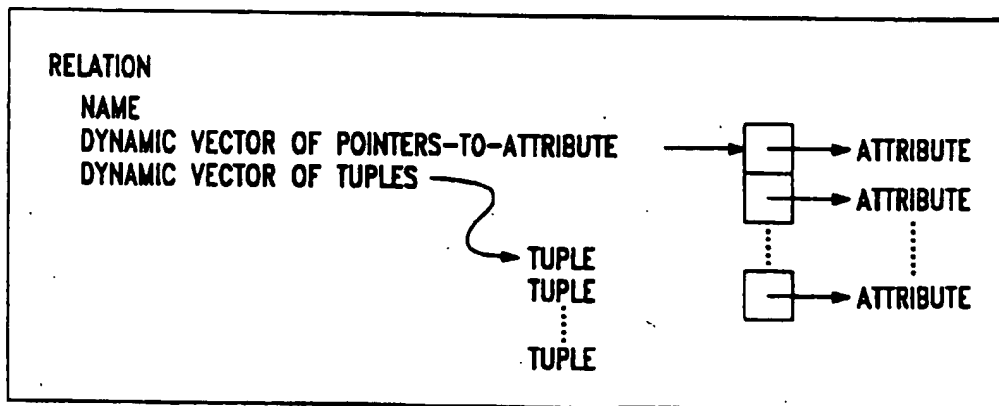 RELATION
NAME
DYNAMIC VECTOR OF POINTERS-TO-ATTRIBUTE
DYNAMIC VECTOR OF TUPLES
ATTRIBUTE
ATTRIBUTE
ATTRIBUTE
TUPLE
TUPLE
TUPLE